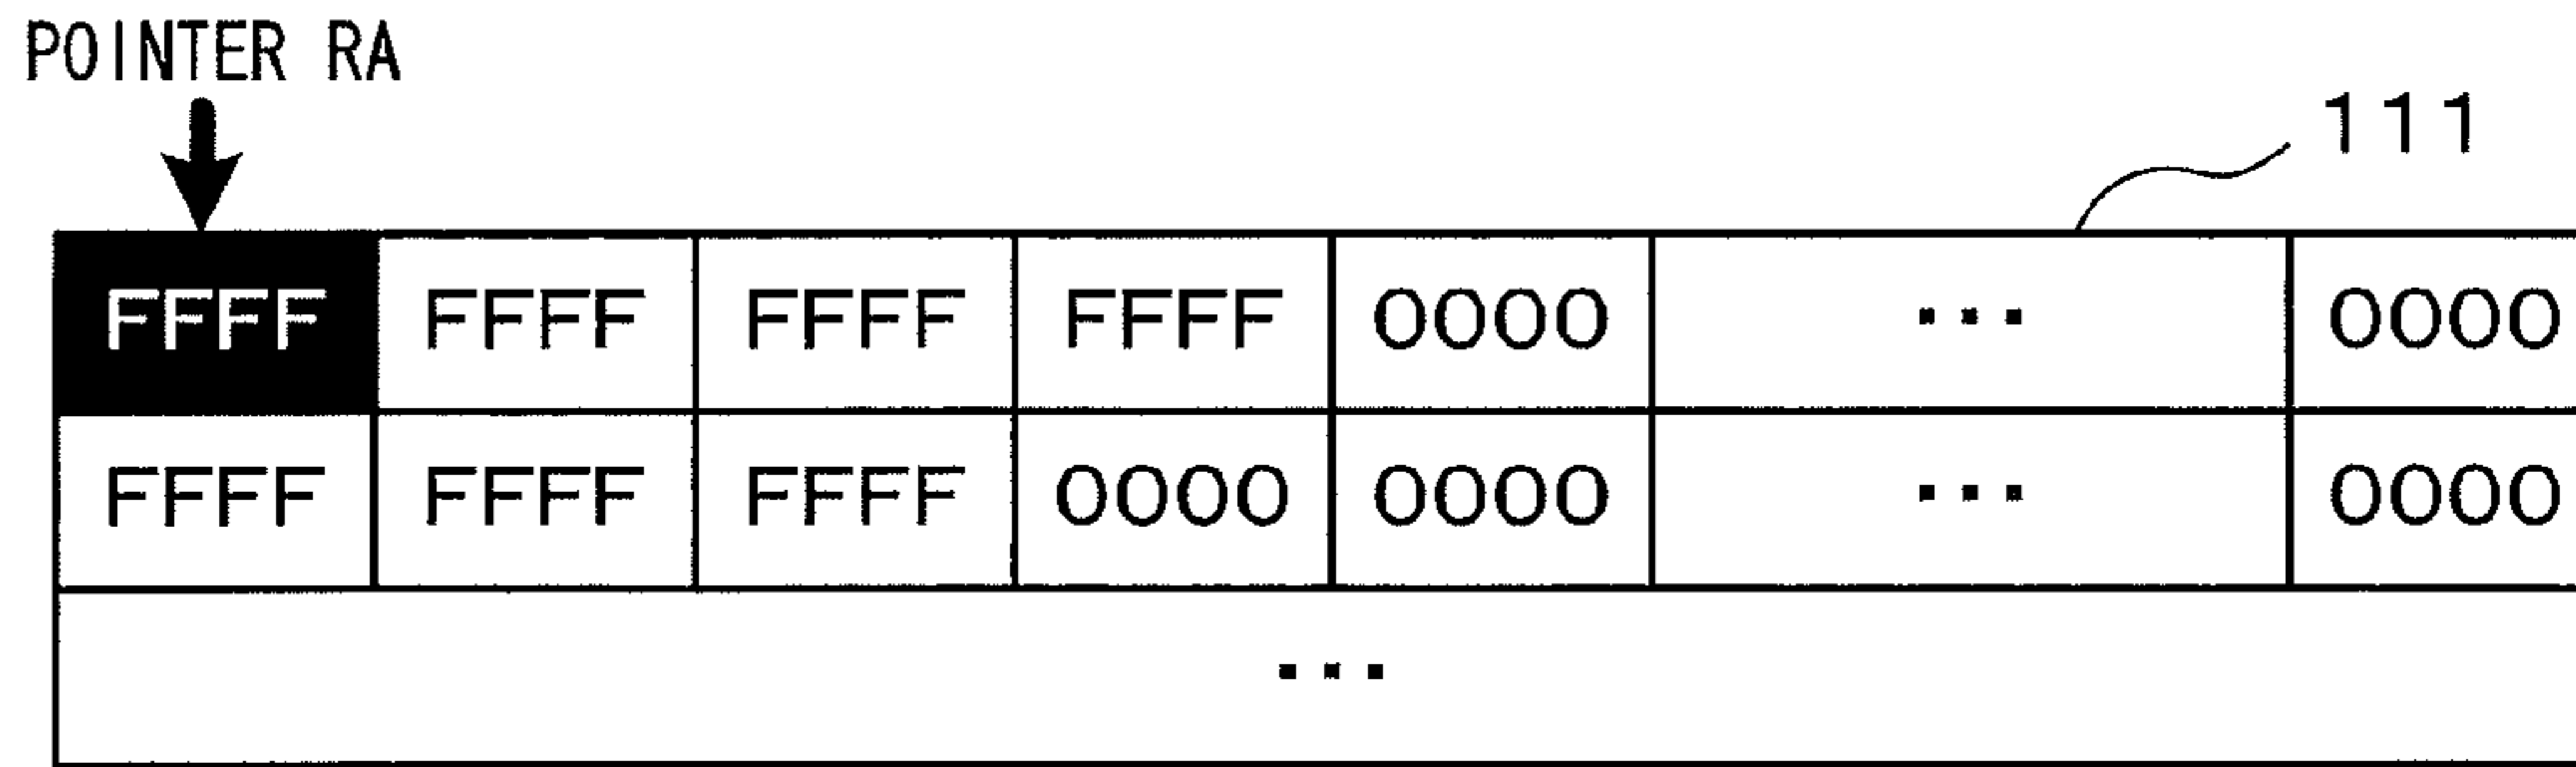 POINTER RA
111
FFFF FFFF FFFF FFFF 0000 ... 0000
FFFF FFFF FFFF 0000 0000 ... 0000
...